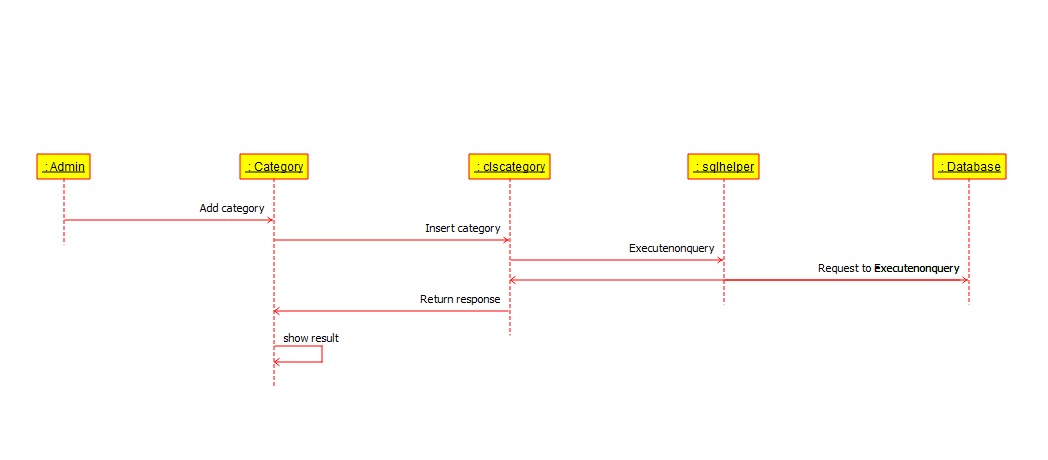 : Admin
: Category
: clscategory
: sqlhelper
: Database
Add category
Insert category
Executenonquery
Request to Executenonquery
Return response
show result